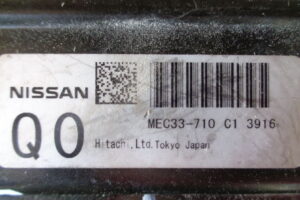 NISSAN
MEC33-710 C1 3916
Q0
Hitachi,Ltd.Tokyo Japan